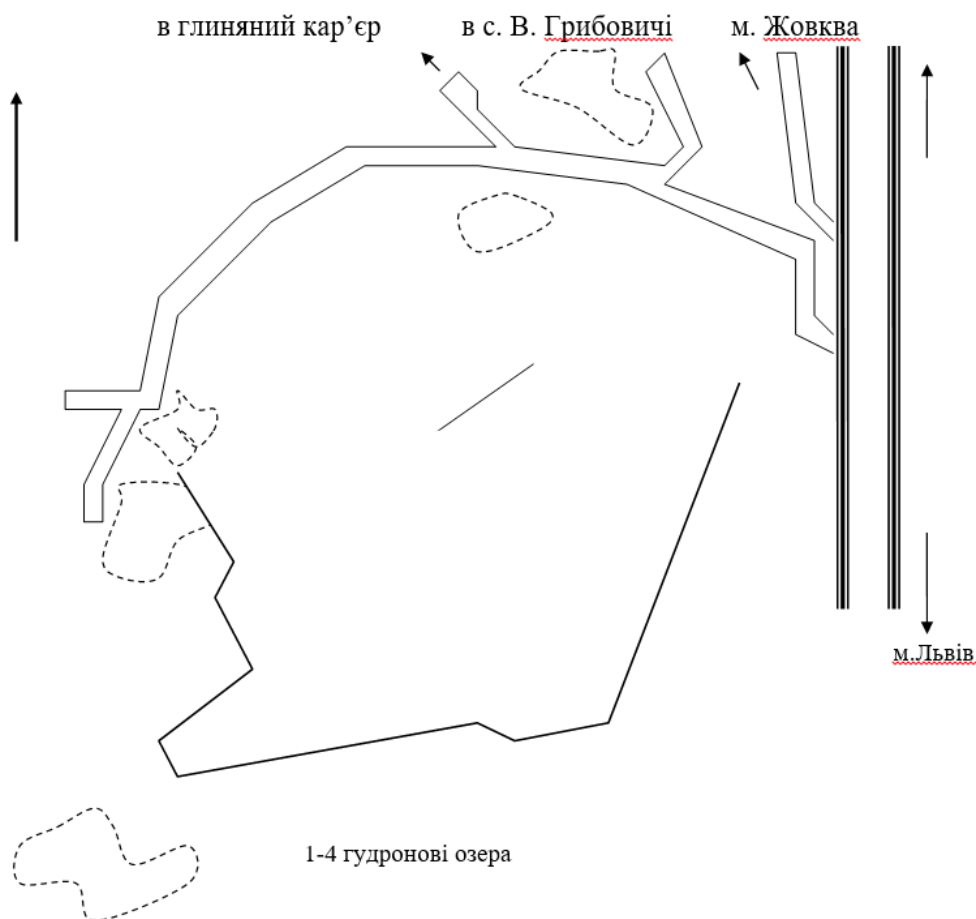 в глиняний кар’єр в с. В. Грибовичі м. Жовква
м.Львів
1-4 гудронові озера